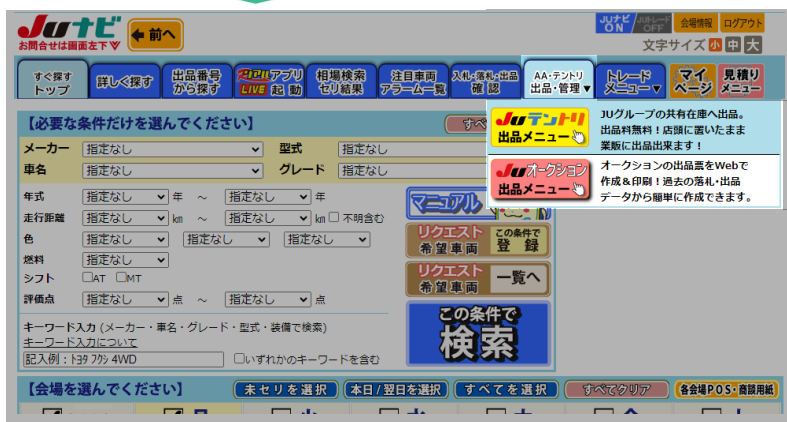 Juナビ
お問合せは画面左下▼
前へ
JUナビ ON
JUトレード OFF
会場情報
ログアウト
文字サイズ 小 中 大
すぐ探す トップ
詳しく探す
出品番号から探す
リアルアプリ LIVE 起動
相場検索 セリ結果
注目車両 アラーム一覧
入札・落札・出品 確認
AA・テントリ 出品・管理▼
トレード メニュー▼
マイページ
見積り メニュー
Juテントリ
出品メニュー
JUグループの共有在庫へ出品。
出品料無料!店頭に置いたまま
業販に出品出来ます!
Juオークション
出品メニュー
オークションの出品票をWebで
作成&印刷!過去の落札・出品
データから簡単に作成できます。
【必要な条件だけを選んでください】
すべ
メーカー 指定なし 型式 指定なし
車名 指定なし グレード 指定なし
年式 指定なし 年 ～ 指定なし 年
走行距離 指定なし km ～ 指定なし km 不明含む
色 指定なし 指定なし 指定なし
燃料 指定なし
シフト AT MT
評価点 指定なし 点 ～ 指定なし 点
マニュアル
リクエスト 希望車両 この条件で 登録
リクエスト 希望車両 一覧へ
この条件で
検索
キーワード入力 (メーカー・車名・グレード・型式・装備で検索)
キーワード入力について
記入例:トヨタ アクア 4WD いずれかのキーワードを含む
【会場を選んでください】
未セリを選択
本日/翌日を選択
すべてを選択
すべてクリア
各会場POS・商談用紙